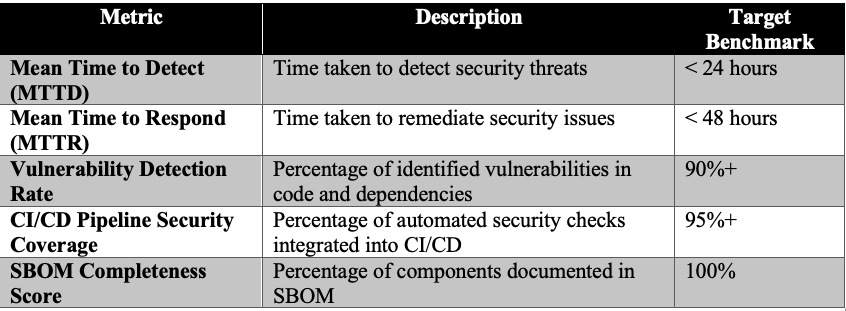 Metric Description Target
Benchmark
Mean Time to Detect Time taken to detect security threats < 24 hours
(MTTD)
Mean Time to Respond Time taken to remediate security issues < 48 hours
(MTTR)
Vulnerability Detection Percentage of identified vulnerabilities in 90%+
Rate code and dependencies
CI/CD Pipeline Security Percentage of automated security checks 95%+
Coverage integrated into CI/CD
SBOM Completeness Percentage of components documented in 100%
Score SBOM